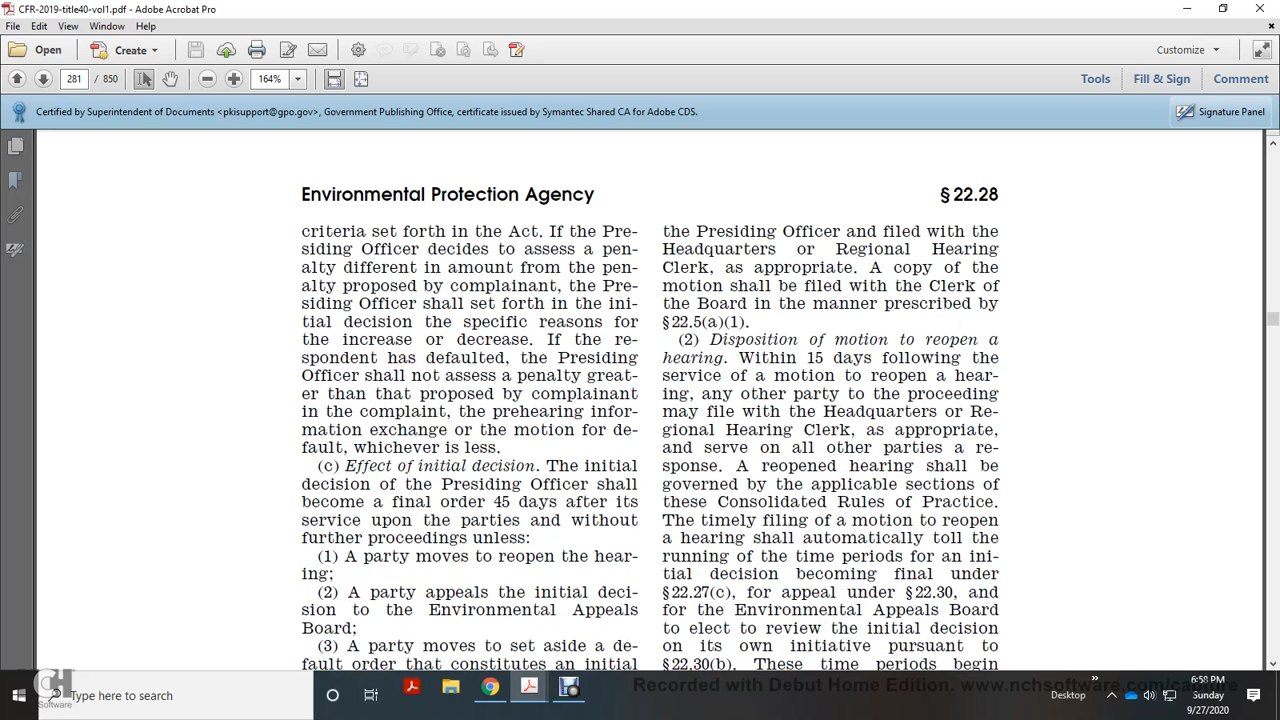 CFR-2019-title40-vol1.pdf - Adobe Acrobat Pro
File Edit View Window Help
Open Create Customize
281 / 850 164% Tools Fill & Sign Comment
Certified by Superintendent of Documents <pkisupport@gpo.gov>, Government Publishing Office, certificate issued by Symantec Shared CA for Adobe CDS. Signature Panel
Environmental Protection Agency § 22.28
criteria set forth in the Act. If the Pre-
siding Officer decides to assess a pen-
alty different in amount from the pen-
alty proposed by complainant, the Pre-
siding Officer shall set forth in the ini-
tial decision the specific reasons for
the increase or decrease. If the re-
spondent has defaulted, the Presiding
Officer shall not assess a penalty great-
er than that proposed by complainant
in the complaint, the prehearing infor-
mation exchange or the motion for de-
fault, whichever is less.
(c) Effect of initial decision. The initial
decision of the Presiding Officer shall
become a final order 45 days after its
service upon the parties and without
further proceedings unless:
(1) A party moves to reopen the hear-
ing;
(2) A party appeals the initial deci-
sion to the Environmental Appeals
Board;
(3) A party moves to set aside a de-
fault order that constitutes an initial
the Presiding Officer and filed with the
Headquarters or Regional Hearing
Clerk, as appropriate. A copy of the
motion shall be filed with the Clerk of
the Board in the manner prescribed by
§22.5(a)(1).
(2) Disposition of motion to reopen a
hearing. Within 15 days following the
service of a motion to reopen a hear-
ing, any other party to the proceeding
may file with the Headquarters or Re-
gional Hearing Clerk, as appropriate,
and serve on all other parties a re-
sponse. A reopened hearing shall be
governed by the applicable sections of
these Consolidated Rules of Practice.
The timely filing of a motion to reopen
a hearing shall automatically toll the
running of the time periods for an ini-
tial decision becoming final under
§22.27(c), for appeal under §22.30, and
for the Environmental Appeals Board
to elect to review the initial decision
on its own initiative pursuant to
§22.30(b). These time periods begin
Type here to search
Recorded with Debut Home Edition. www.nchsoftware.com/capture
NCH
Software
Desktop
6:58 PM
Sunday
9/27/2020